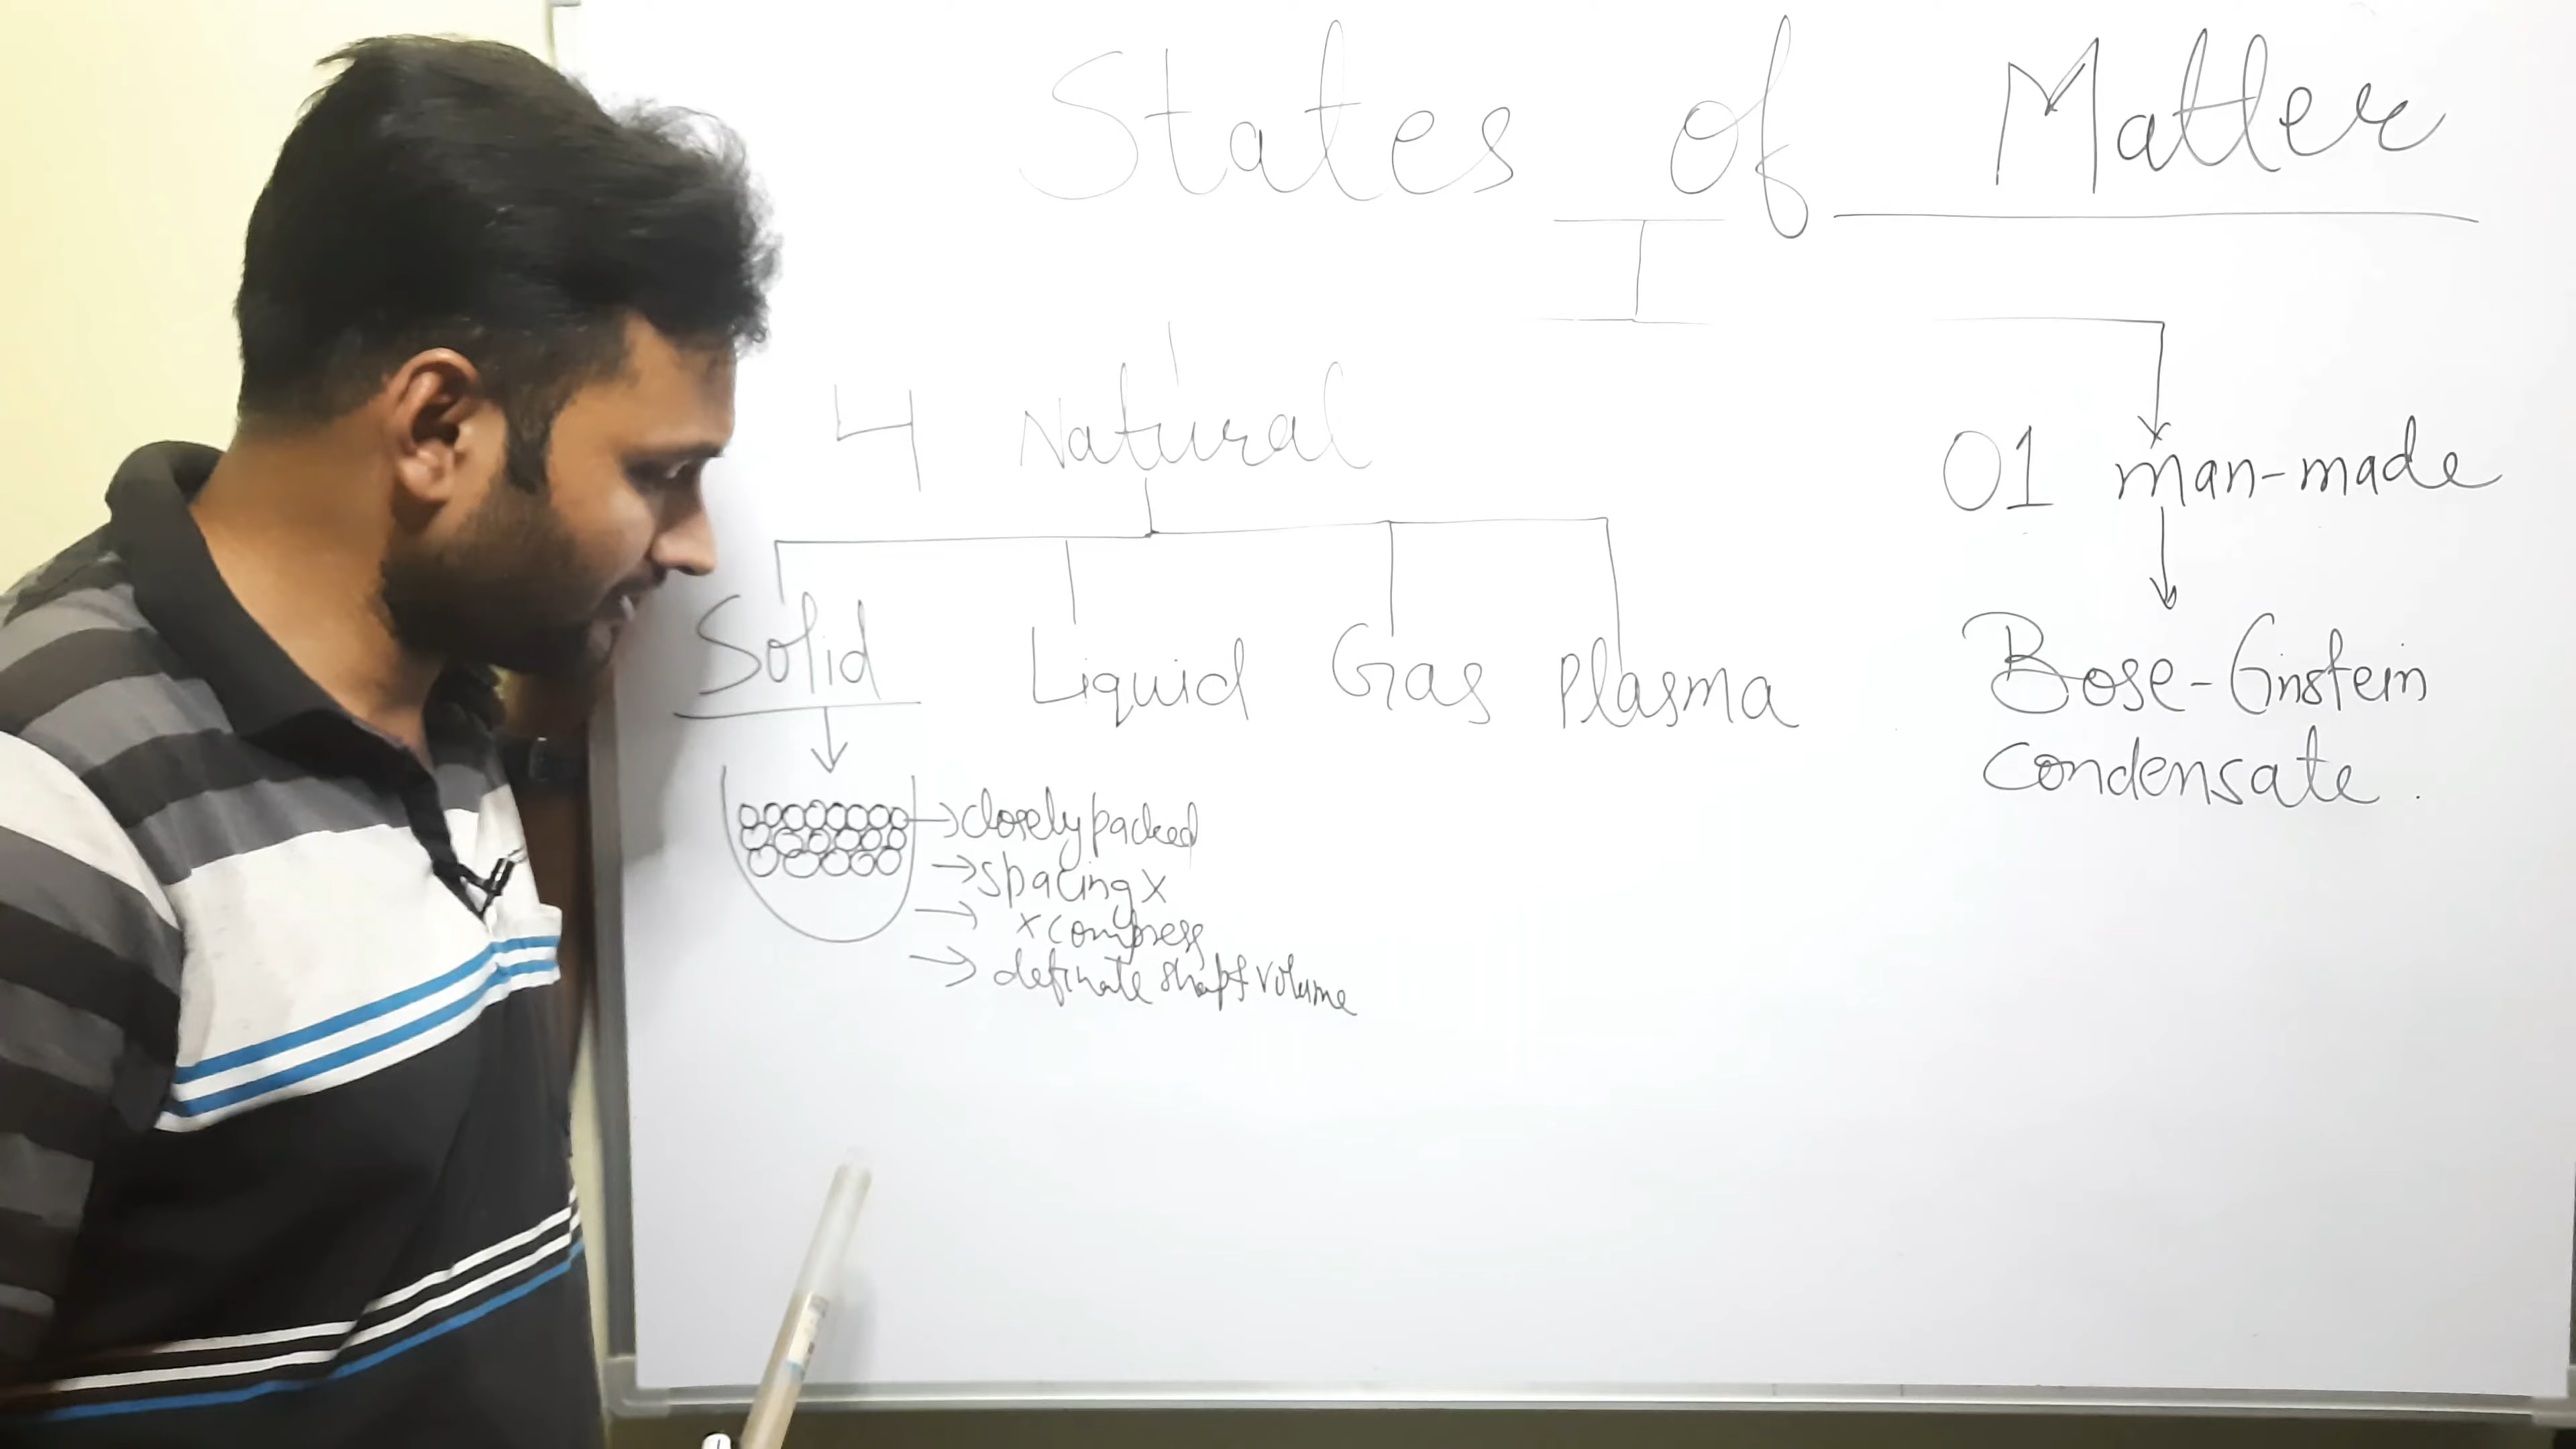 States of Matter
4 Natural
01 man-made
Solid Liquid Gas Plasma
Bose-Einstein
Condensate.
closely packed
spacing x
x compress
definate shape & volume